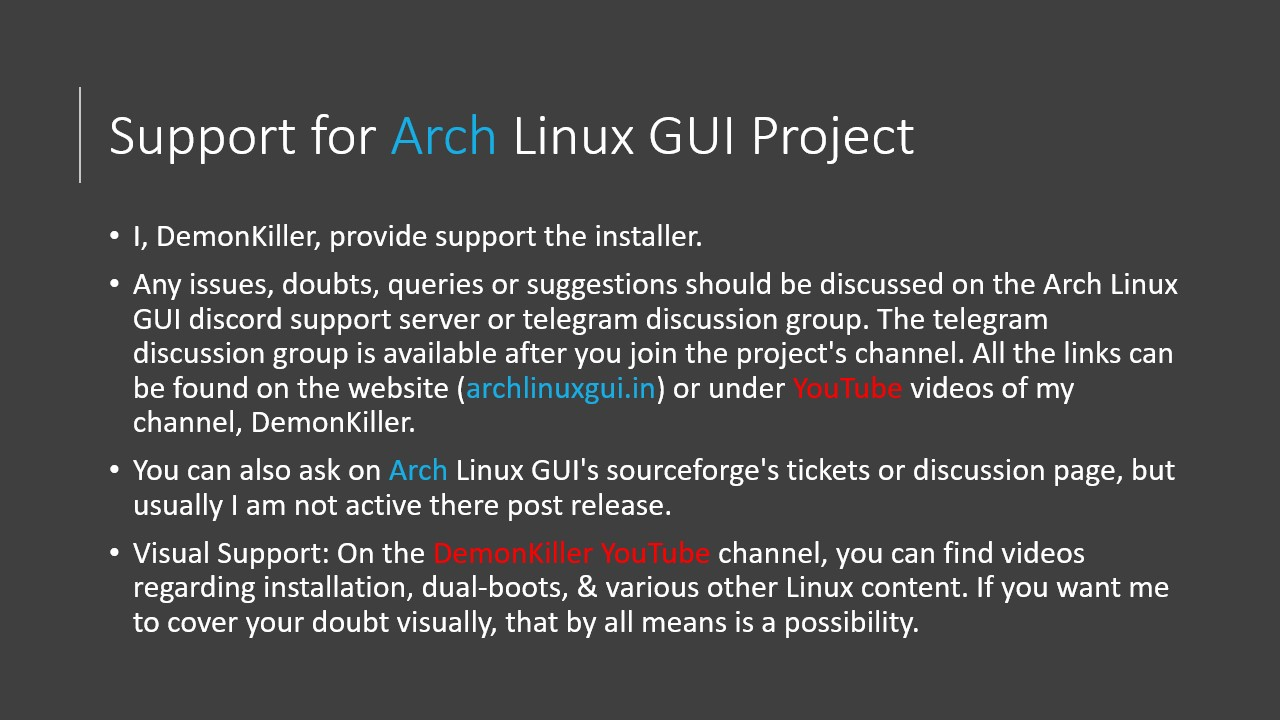 Support for Arch Linux GUI Project
• I, DemonKiller, provide support the installer.
• Any issues, doubts, queries or suggestions should be discussed on the Arch Linux
GUI discord support server or telegram discussion group. The telegram
discussion group is available after you join the project's channel. All the links can
be found on the website (archlinuxgui.in) or under YouTube videos of my
channel, DemonKiller.
• You can also ask on Arch Linux GUI's sourceforge's tickets or discussion page, but
usually I am not active there post release.
• Visual Support: On the DemonKiller YouTube channel, you can find videos
regarding installation, dual-boots, & various other Linux content. If you want me
to cover your doubt visually, that by all means is a possibility.